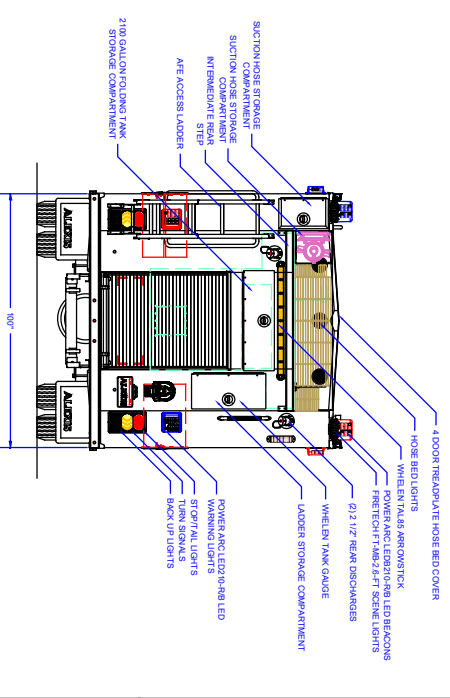 4 DOOR TREADPLATE HOSE BED COVER
HOSE BED LIGHTS
WHELEN TAL85 ARROWSTICK
POWER ARC LED8210-R/B LED BEACONS
FIRETECH FT-MB-2.6-FT SCENE LIGHTS
(2) 2 1/2" REAR DISCHARGES
WHELEN TANK GAUGE
LADDER STORAGE COMPARTMENT
POWER ARC LED210-R/B LED
WARNING LIGHTS
STOP/TAIL LIGHTS
TURN SIGNALS
BACK UP LIGHTS
SUCTION HOSE STORAGE
COMPARTMENT
SUCTION HOSE STORAGE
COMPARTMENT
INTERMEDIATE REAR
STEP
AFE ACCESS LADDER
2100 GALLON FOLDING TANK
STORAGE COMPARTMENT
ALEXIS
ALEXIS
ALEXIS
100"